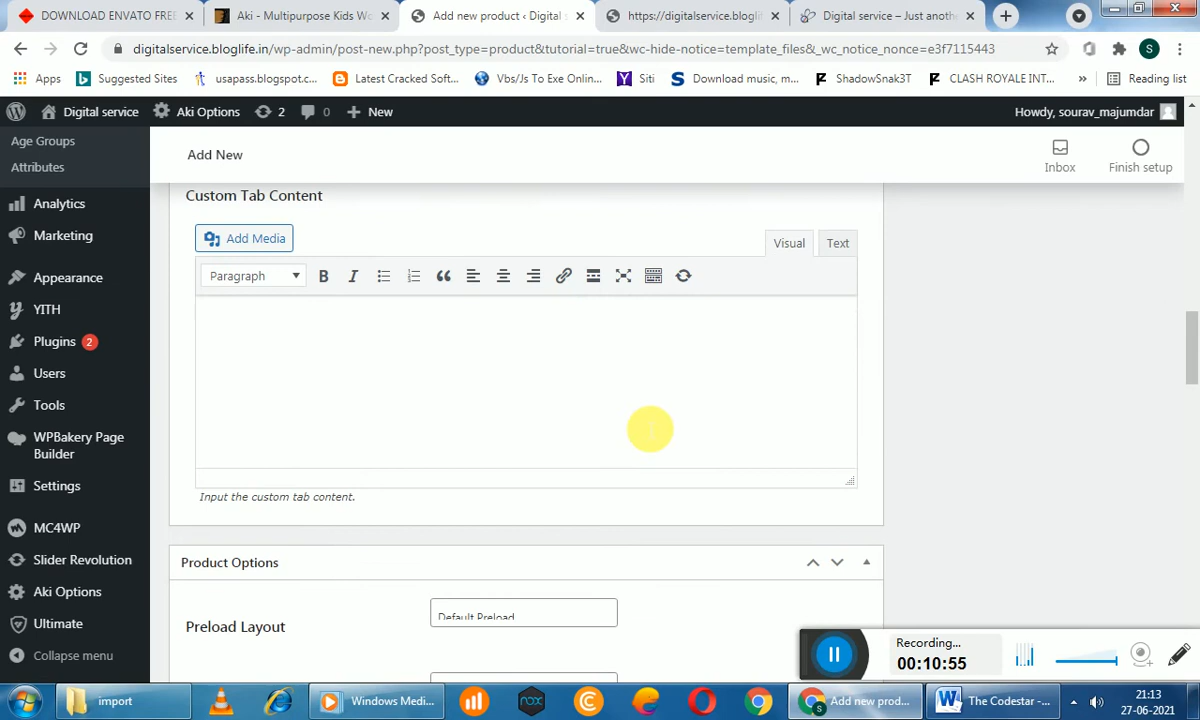 DOWNLOAD ENVATO FREE
Aki - Multipurpose Kids Wo
Add new product ‹ Digital s
https://digitalservice.blogli
Digital service – Just anoth
digitalservice.bloglife.in/wp-admin/post-new.php?post_type=product&tutorial=true&wc-hide-notice=template_files&_wc_notice_nonce=e3f7115443
S
Apps
Suggested Sites
usapass.blogspot.c...
Latest Cracked Soft...
Vbs/Js To Exe Onlin...
Siti
Download music, m...
ShadowSnak3T
CLASH ROYALE INT...
»
Reading list
Digital service
Aki Options
2
0
New
Howdy, sourav_majumdar
Age Groups
Attributes
Analytics
Marketing
Appearance
YITH
Plugins 2
Users
Tools
WPBakery Page
Builder
Settings
MC4WP
Slider Revolution
Aki Options
Ultimate
Collapse menu
Add New
Inbox
Finish setup
Custom Tab Content
Add Media
Visual
Text
Paragraph
B
I
Input the custom tab content.
Product Options
Preload Layout
Default Preload
Recording...
00:10:55
import
Windows Medi...
nox
Add new prod...
The Codestar -...
21:13
27-06-2021